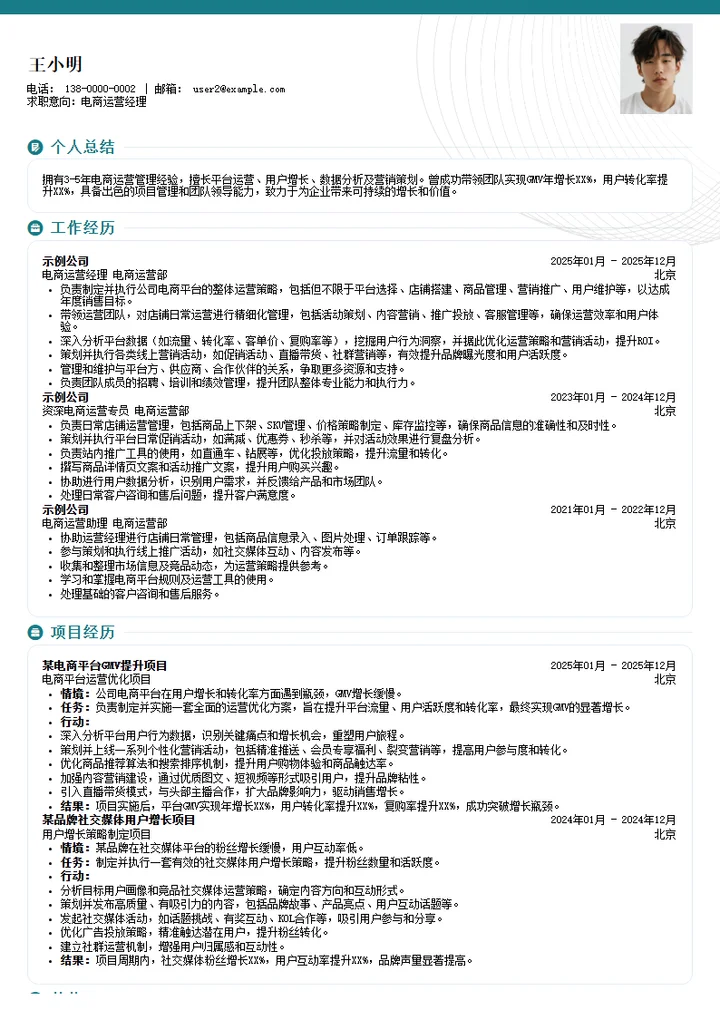 王小明
电话： 138-0000-0002 | 邮箱： user2@example.com
求职意向：电商运营经理
个人总结
拥有3-5年电商运营管理经验，擅长平台运营、用户增长、数据分析及营销策划。曾成功带领团队实现GMV年增长XX%，用户转化率提
升XX%，具备出色的项目管理和团队领导能力，致力于为企业带来可持续的增长和价值。
工作经历
示例公司 2025年01月 - 2025年12月
电商运营经理 电商运营部 北京
• 负责制定并执行公司电商平台的整体运营策略，包括但不限于平台选择、店铺搭建、商品管理、营销推广、用户维护等，以达成
年度销售目标。
• 带领运营团队，对店铺日常运营进行精细化管理，包括活动策划、内容营销、推广投放、客服管理等，确保运营效率和用户体
验。
• 深入分析平台数据（如流量、转化率、客单价、复购率等），挖掘用户行为洞察，并据此优化运营策略和营销活动，提升ROI。
• 策划并执行各类线上营销活动，如促销活动、直播带货、社群营销等，有效提升品牌曝光度和用户活跃度。
• 管理和维护与平台方、供应商、合作伙伴的关系，争取更多资源和支持。
• 负责团队成员的招聘、培训和绩效管理，提升团队整体专业能力和执行力。
示例公司 2023年01月 - 2024年12月
资深电商运营专员 电商运营部 北京
• 负责日常店铺运营管理，包括商品上下架、SKU管理、价格策略制定、库存监控等，确保商品信息的准确性和及时性。
• 策划并执行平台日常促销活动，如满减、优惠券、秒杀等，并对活动效果进行复盘分析。
• 负责站内推广工具的使用，如直通车、钻展等，优化投放策略，提升流量和转化。
• 撰写商品详情页文案和活动推广文案，提升用户购买兴趣。
• 协助进行用户数据分析，识别用户需求，并反馈给产品和市场团队。
• 处理日常客户咨询和售后问题，提升客户满意度。
示例公司 2021年01月 - 2022年12月
电商运营助理 电商运营部 北京
• 协助运营经理进行店铺日常管理，包括商品信息录入、图片处理、订单跟踪等。
• 参与策划和执行线上推广活动，如社交媒体互动、内容发布等。
• 收集和整理市场信息及竞品动态，为运营策略提供参考。
• 学习和掌握电商平台规则及运营工具的使用。
• 处理基础的客户咨询和售后服务。
项目经历
某电商平台GMV提升项目 2025年01月 - 2025年12月
电商平台运营优化项目 北京
• 情境：公司电商平台在用户增长和转化率方面遇到瓶颈，GMV增长缓慢。
• 任务：负责制定并实施一套全面的运营优化方案，旨在提升平台流量、用户活跃度和转化率，最终实现GMV的显著增长。
• 行动：
• 深入分析平台用户行为数据，识别关键痛点和增长机会，重塑用户旅程。
• 策划并上线一系列个性化营销活动，包括精准推送、会员专享福利、裂变营销等，提高用户参与度和转化。
• 优化商品推荐算法和搜索排序机制，提升用户购物体验和商品触达率。
• 加强内容营销建设，通过优质图文、短视频等形式吸引用户，提升品牌粘性。
• 引入直播带货模式，与头部主播合作，扩大品牌影响力，驱动销售增长。
• 结果：项目实施后，平台GMV实现年增长XX%，用户转化率提升XX%，复购率提升XX%，成功突破增长瓶颈。
某品牌社交媒体用户增长项目 2024年01月 - 2024年12月
用户增长策略制定项目 北京
• 情境：某品牌在社交媒体平台的粉丝增长缓慢，用户互动率低。
• 任务：制定并执行一套有效的社交媒体用户增长策略，提升粉丝数量和活跃度。
• 行动：
• 分析目标用户画像和竞品社交媒体运营策略，确定内容方向和互动形式。
• 策划并发布高质量、有吸引力的内容，包括品牌故事、产品亮点、用户互动话题等。
• 发起社交媒体活动，如话题挑战、有奖互动、KOL合作等，吸引用户参与和分享。
• 优化广告投放策略，精准触达潜在用户，提升粉丝转化。
• 建立社群运营机制，增强用户归属感和互动性。
• 结果：项目周期内，社交媒体粉丝增长XX%，用户互动率提升XX%，品牌声量显著提高。